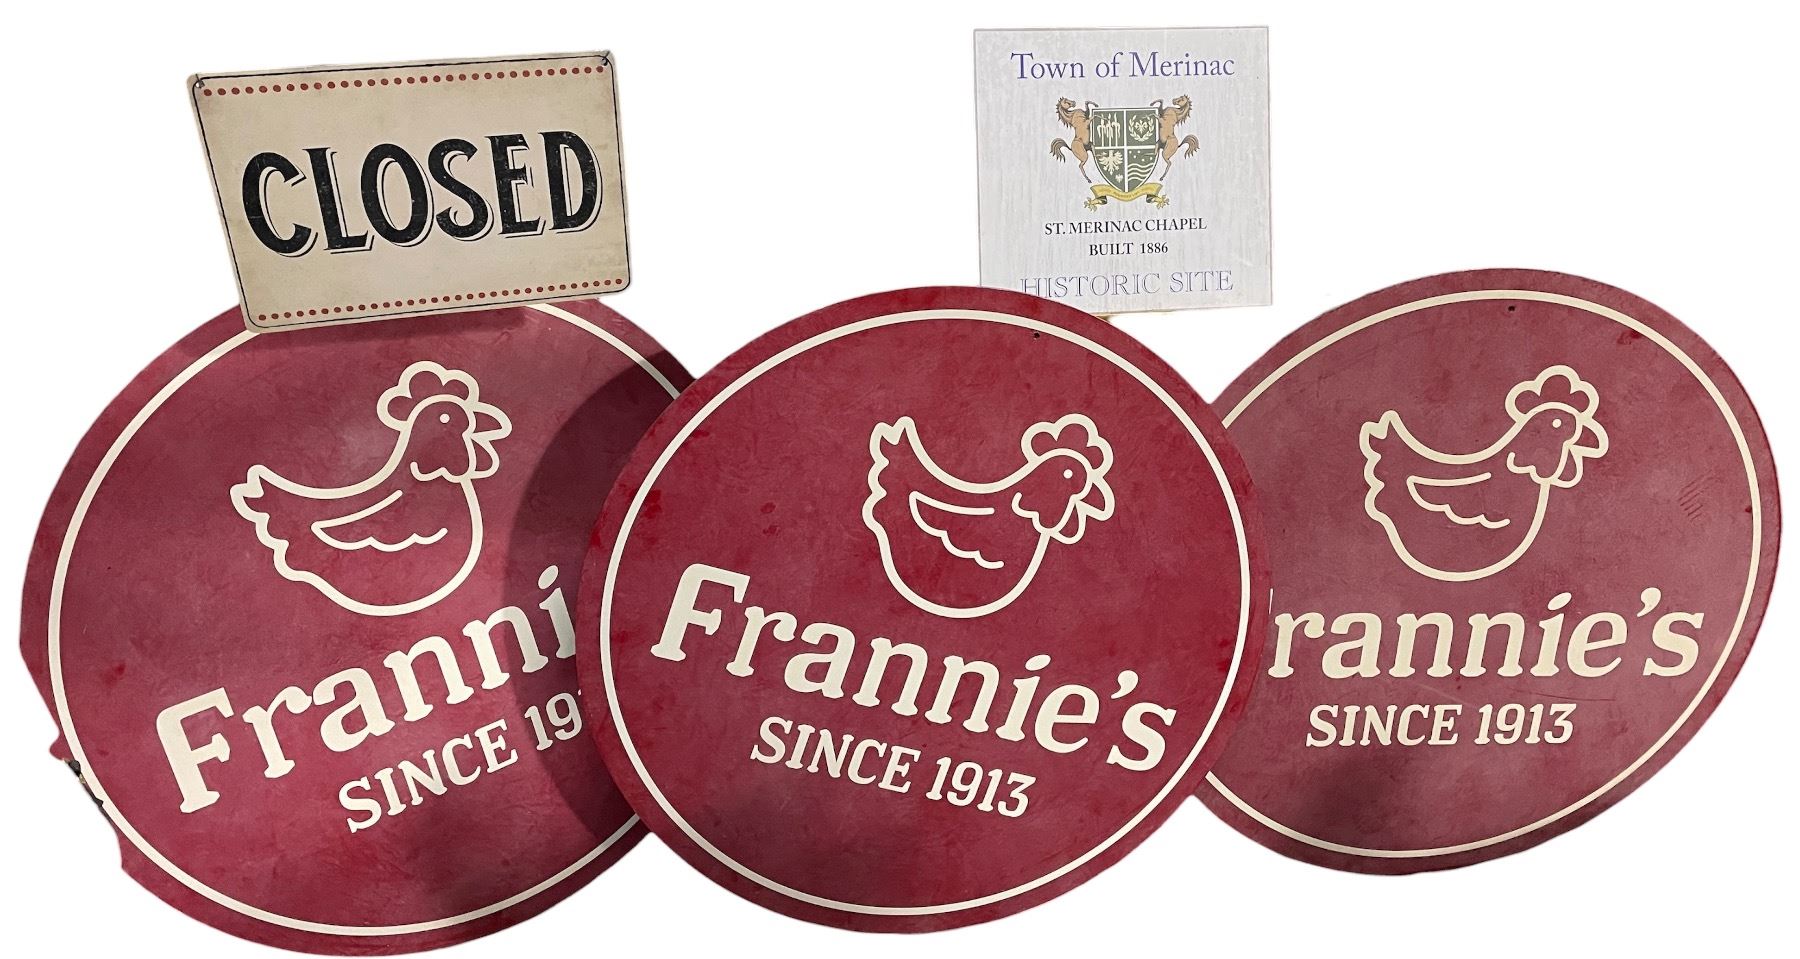 CLOSED
Town of Merinac
ST. MERINAC CHAPEL
BUILT 1886
HISTORIC SITE
Franni
SINCE 19
Frannie's
SINCE 1913
rannie's
SINCE 1913